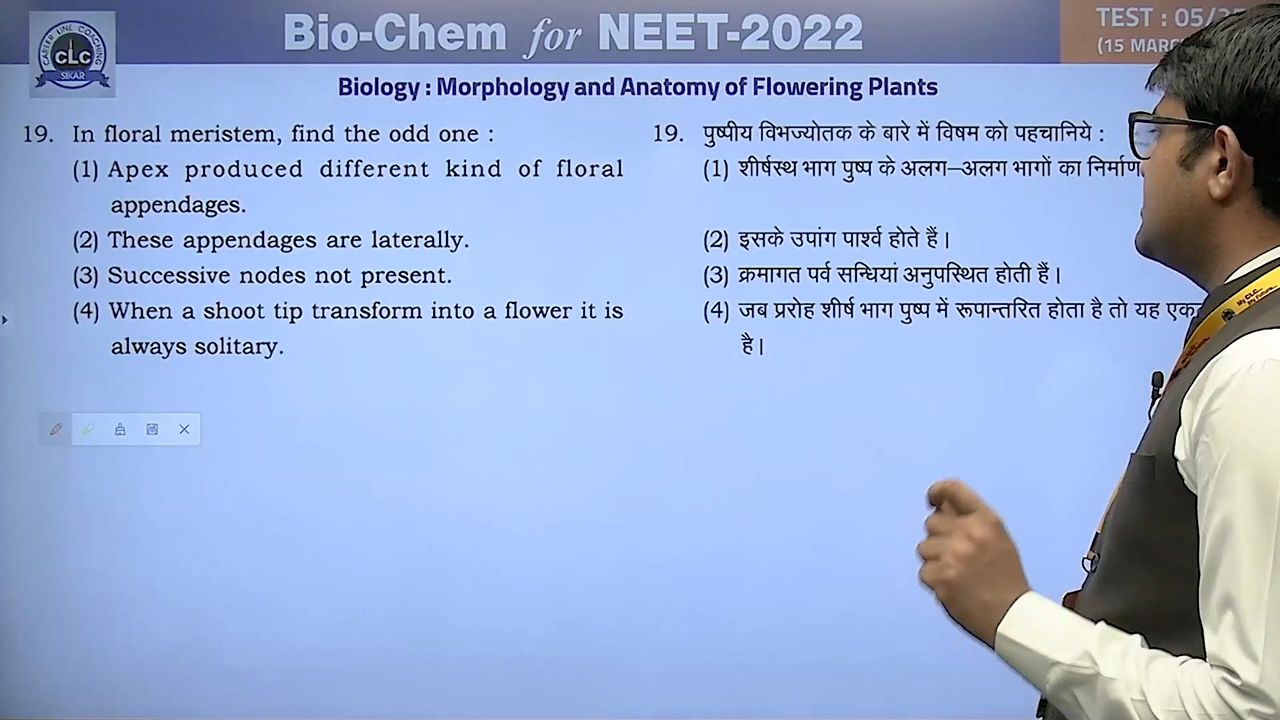 Bio-Chem for NEET-2022
TEST : 05/
(15
CAREER LINE COACHING
CLC
SIKAR
Biology : Morphology and Anatomy of Flowering Plants
19. In floral meristem, find the odd one :
(1) Apex produced different kind of floral
appendages.
(2) These appendages are laterally.
(3) Successive nodes not present.
(4) When a shoot tip transform into a flower it is
always solitary.
19. पुष्पीय विभज्योतक के बारे में विषम को पहचानिये :
(1) शीर्षस्थ भाग पुष्प के अलग–अलग भागों का निर्माण
(2) इसके उपांग पार्श्व होते हैं।
(3) क्रमागत पर्व सन्धियां अनुपस्थित होती हैं।
(4) जब प्ररोह शीर्ष भाग पुष्प में रूपान्तरित होता है तो यह
है।